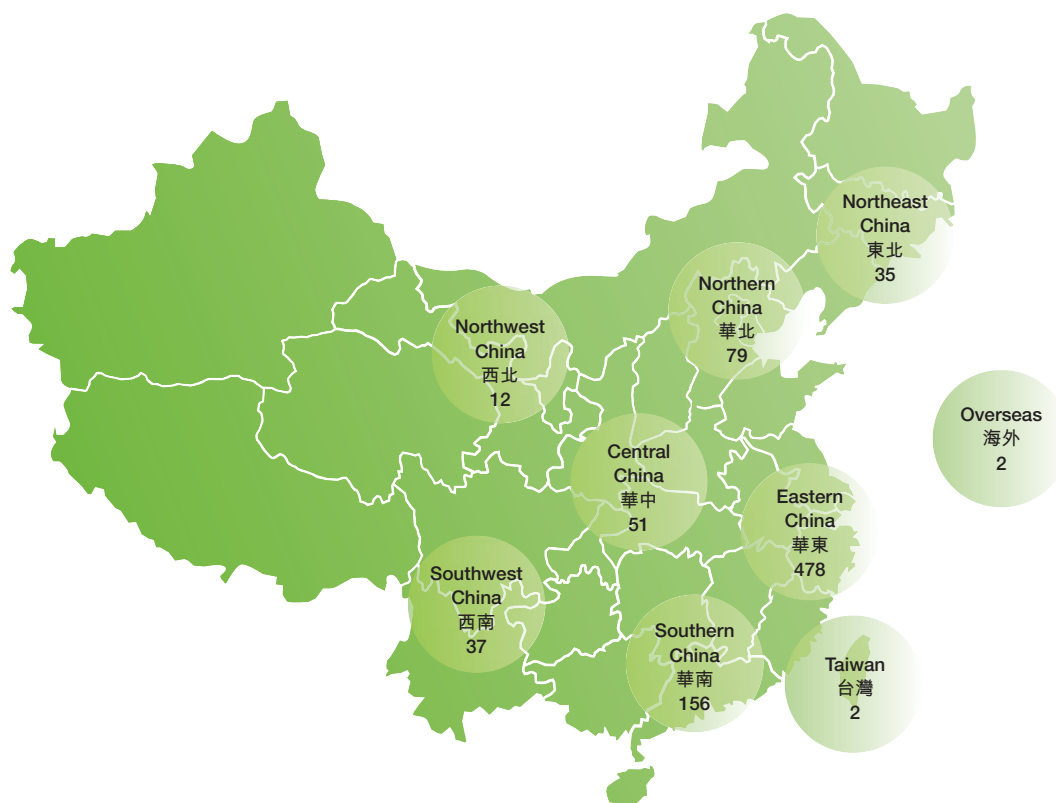 Northeast
China
東北
35
Northern
China
華北
79
Northwest
China
西北
12
Overseas
海外
2
Central
China
華中
51
Eastern
China
華東
478
Southwest
China
西南
37
Southern
China
華南
156
Taiwan
台灣
2